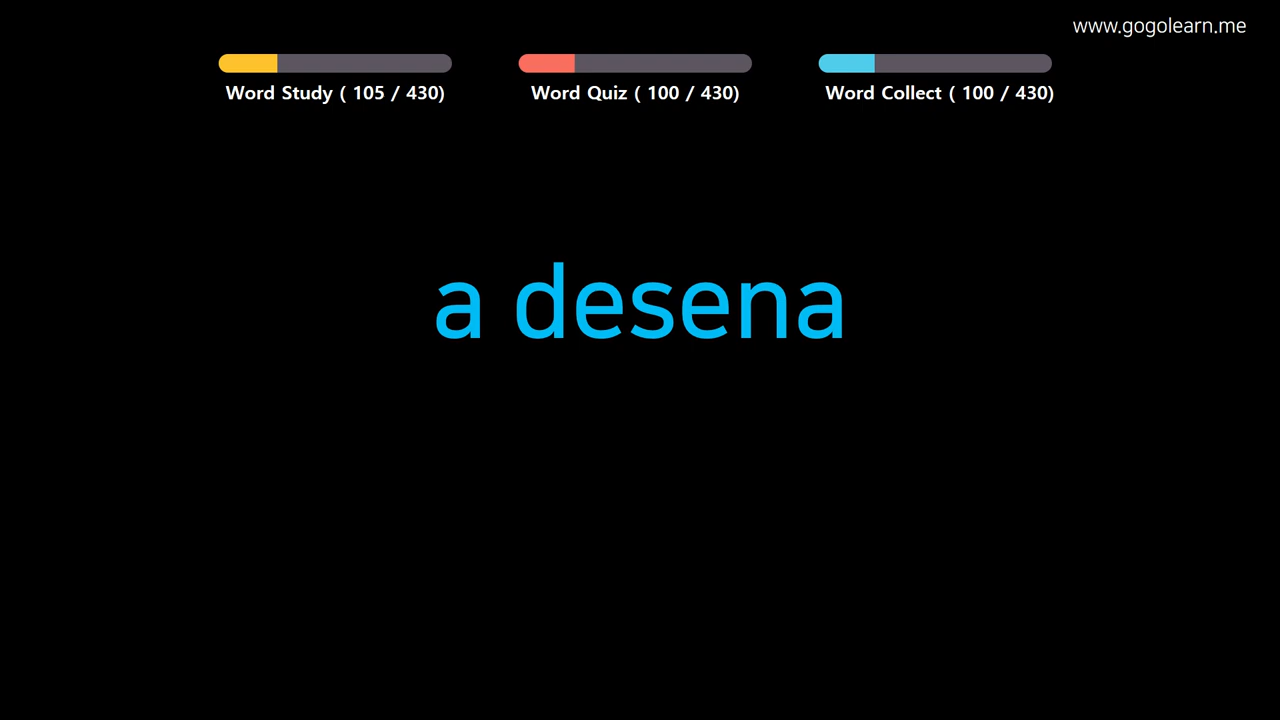 www.gogolearn.me
Word Study ( 105 / 430)
Word Quiz ( 100 / 430)
Word Collect ( 100 / 430)
a desena